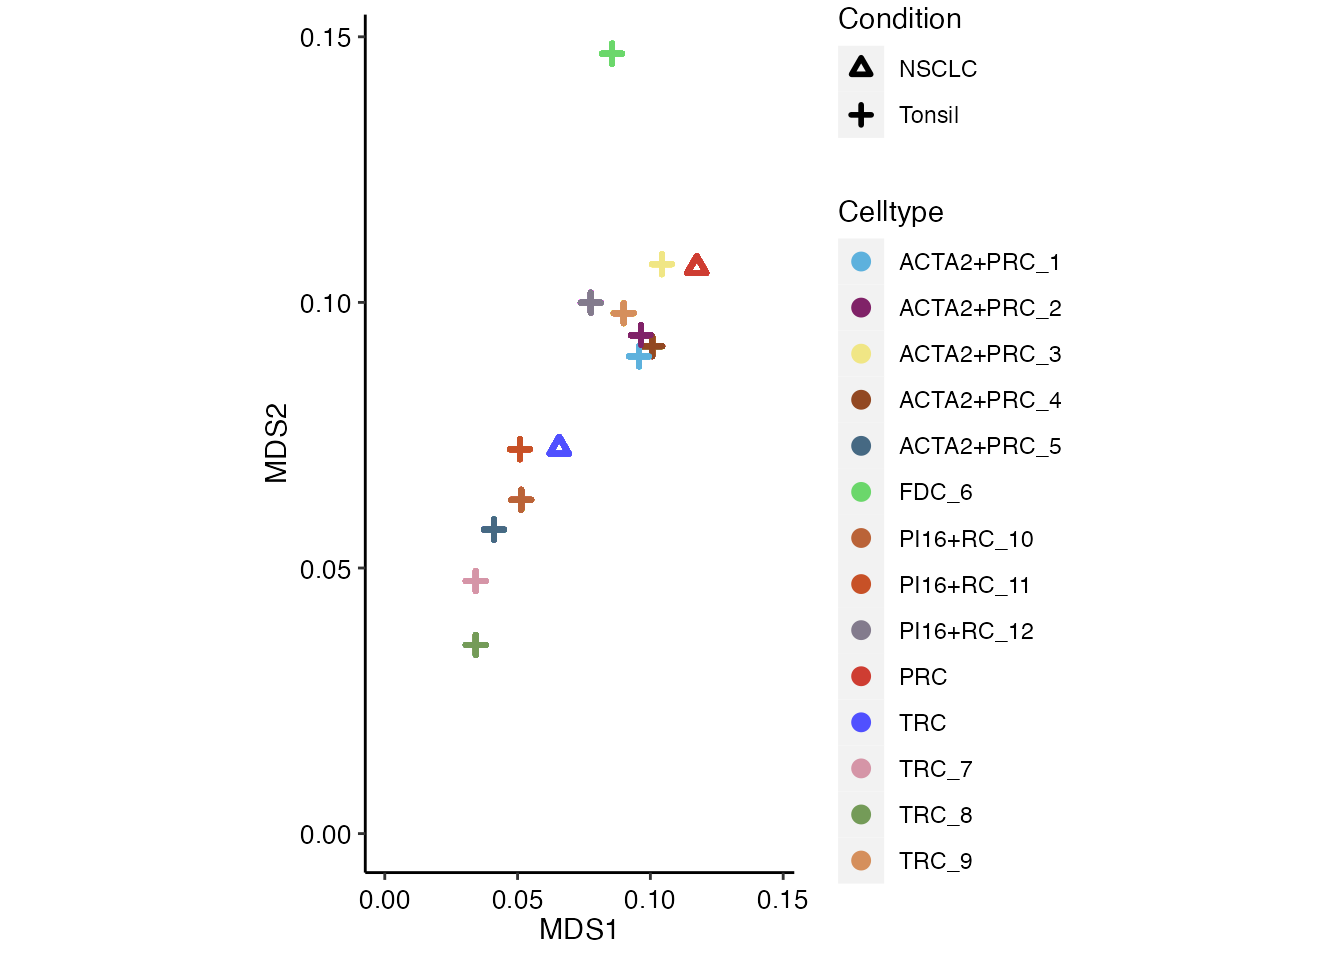 0.15
0.10
0.05
0.00
MDS2
0.00 0.05 0.10 0.15
MDS1
Condition
NSCLC
Tonsil
Celltype
ACTA2+PRC_1
ACTA2+PRC_2
ACTA2+PRC_3
ACTA2+PRC_4
ACTA2+PRC_5
FDC_6
PI16+RC_10
PI16+RC_11
PI16+RC_12
PRC
TRC
TRC_7
TRC_8
TRC_9